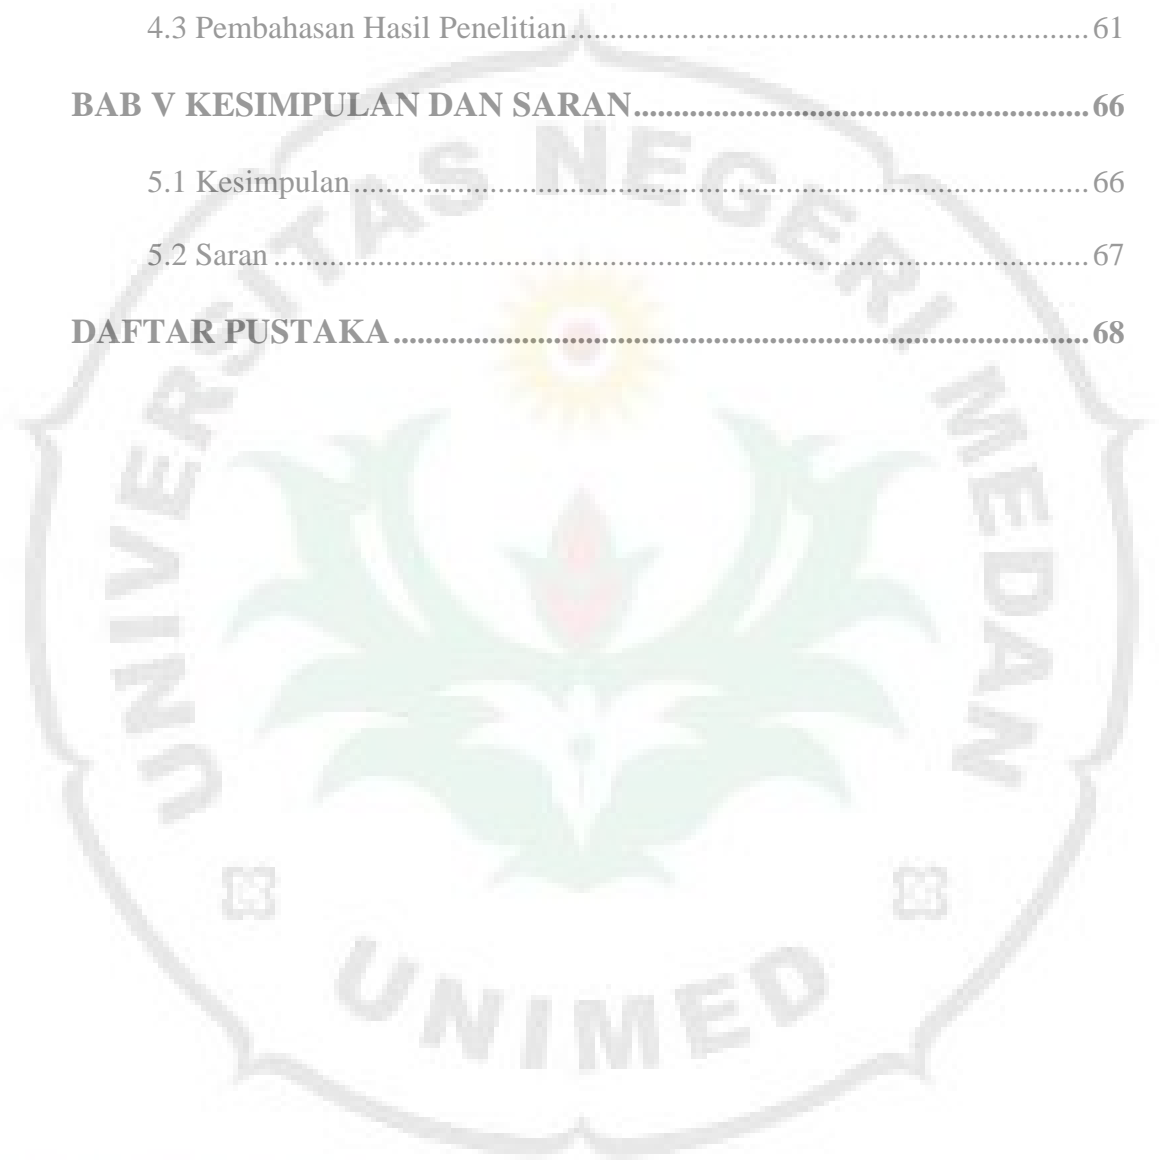 4.3 Pembahasan Hasil Penelitian.................................................................. 61
BAB V KESIMPULAN DAN SARAN......................................................... 66
5.1 Kesimpulan............................................................................................. 66
5.2 Saran ....................................................................................................... 67
DAFTAR PUSTAKA ....................................................................................... 68
UNIVERSITAS NEGERI MEDAN
UNIMED